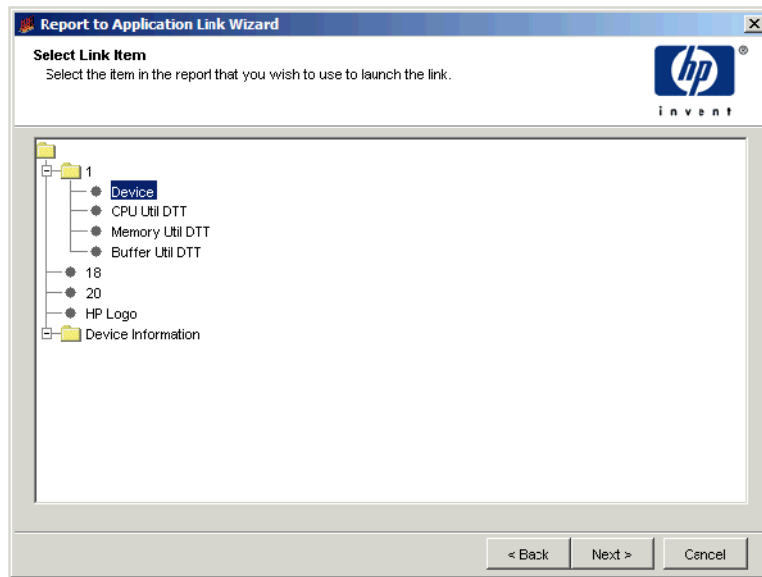 Report to Application Link Wizard
Select Link Item
Select the item in the report that you wish to use to launch the link.
hp
®
invent
1
Device
CPU Util DTT
Memory Util DTT
Buffer Util DTT
18
20
HP Logo
Device Information
< Back
Next >
Cancel